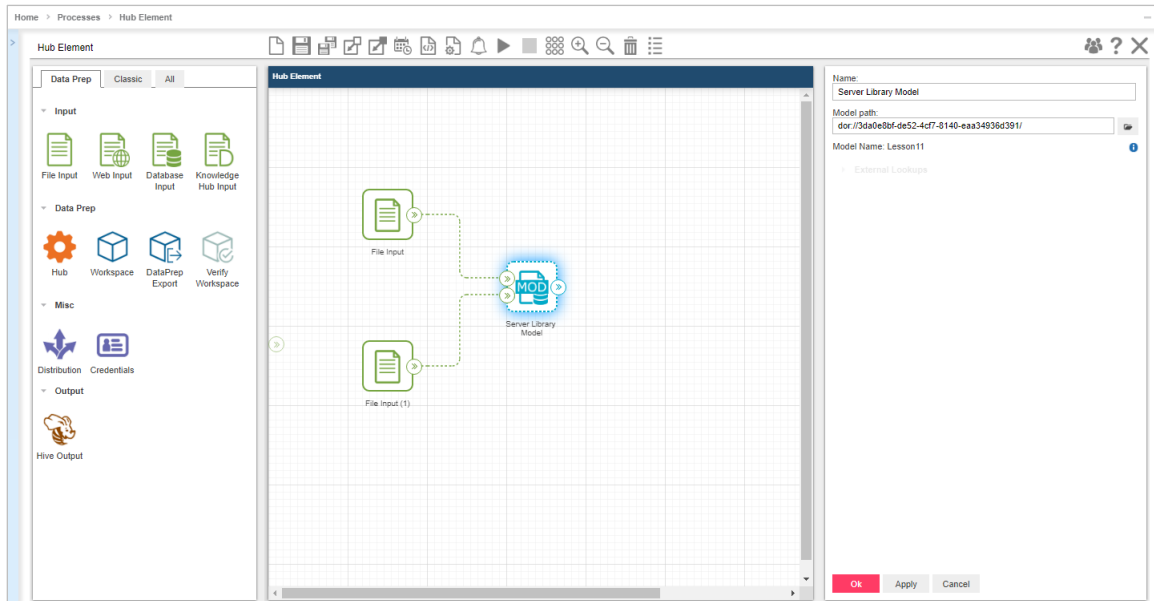 Home > Processes > Hub Element
Hub Element
Data Prep Classic All
Input
File Input Web Input Database Input Knowledge Hub Input
Data Prep
Hub Workspace DataPrep Export Verify Workspace
Misc
Distribution Credentials
Output
Hive Output
Hub Element
File Input
MOD
Server Library
Model
File Input (1)
Name:
Server Library Model
Model path:
dor://3da0e8bf-de52-4cf7-8140-eaa34936d391/
Model Name: Lesson11
External Lookups
Ok Apply Cancel